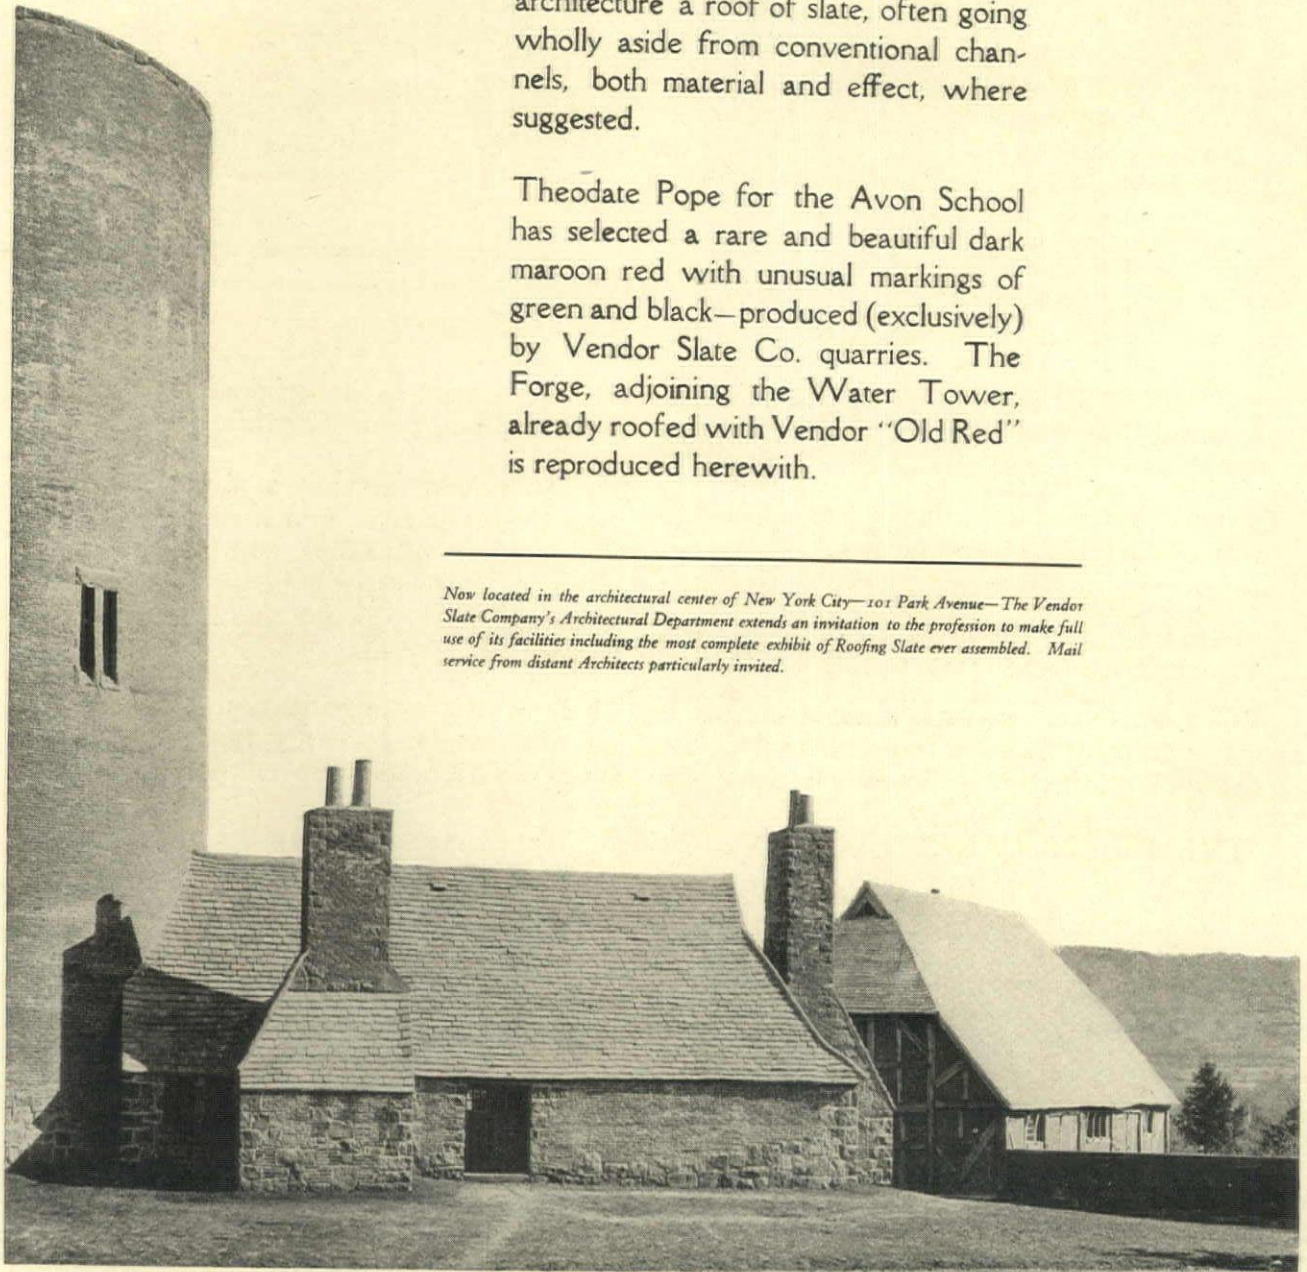 architecture a roof of slate, often going
wholly aside from conventional chan-
nels, both material and effect, where
suggested.
Theodate Pope for the Avon School
has selected a rare and beautiful dark
maroon red with unusual markings of
green and black—produced (exclusively)
by Vendor Slate Co. quarries. The
Forge, adjoining the Water Tower,
already roofed with Vendor "Old Red"
is reproduced herewith.
Now located in the architectural center of New York City—101 Park Avenue—The Vendor
Slate Company's Architectural Department extends an invitation to the profession to make full
use of its facilities including the most complete exhibit of Roofing Slate ever assembled. Mail
service from distant Architects particularly invited.